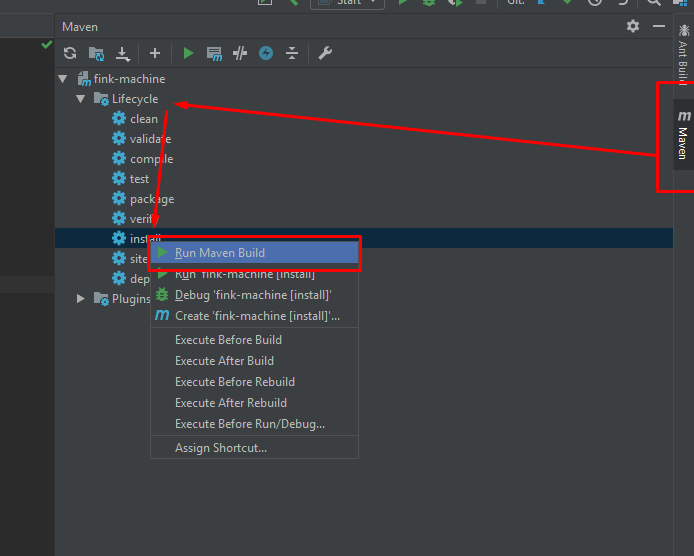 Start
Git:
Maven
fink-machine
Lifecycle
clean
validate
compile
test
package
verify
install
site
dep
Plugins
Run Maven Build
Run 'fink-machine [install]'
Debug 'fink-machine [install]'
Create 'fink-machine [install]'...
Execute Before Build
Execute After Build
Execute Before Rebuild
Execute After Rebuild
Execute Before Run/Debug...
Assign Shortcut...
Ant Build
m
Maven